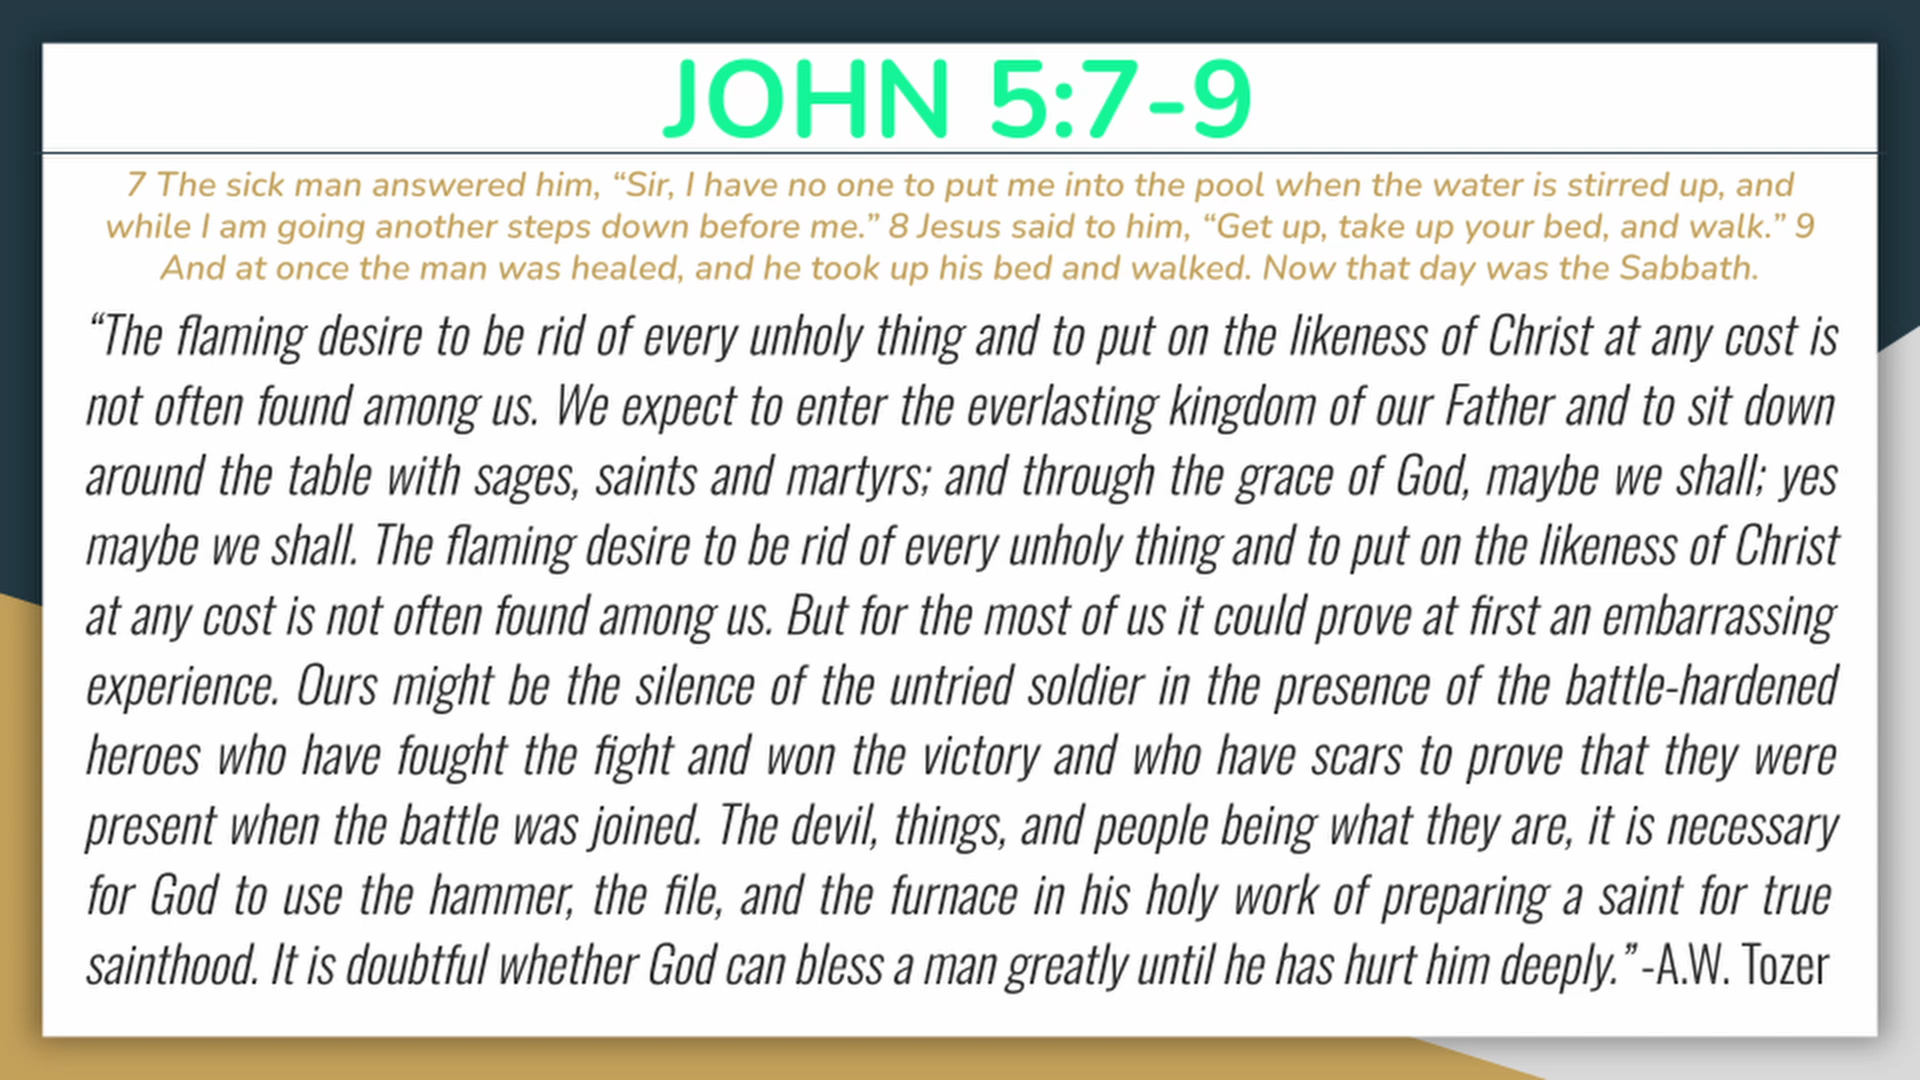 JOHN 5:7-9
7 The sick man answered him, “Sir, I have no one to put me into the pool when the water is stirred up, and
while I am going another steps down before me.” 8 Jesus said to him, “Get up, take up your bed, and walk.” 9
And at once the man was healed, and he took up his bed and walked. Now that day was the Sabbath.
“The flaming desire to be rid of every unholy thing and to put on the likeness of Christ at any cost is
not often found among us. We expect to enter the everlasting kingdom of our Father and to sit down
around the table with sages, saints and martyrs; and through the grace of God, maybe we shall; yes
maybe we shall. The flaming desire to be rid of every unholy thing and to put on the likeness of Christ
at any cost is not often found among us. But for the most of us it could prove at first an embarrassing
experience. Ours might be the silence of the untried soldier in the presence of the battle-hardened
heroes who have fought the fight and won the victory and who have scars to prove that they were
present when the battle was joined. The devil, things, and people being what they are, it is necessary
for God to use the hammer, the file, and the furnace in his holy work of preparing a saint for true
sainthood. It is doubtful whether God can bless a man greatly until he has hurt him deeply.” -A.W. Tozer